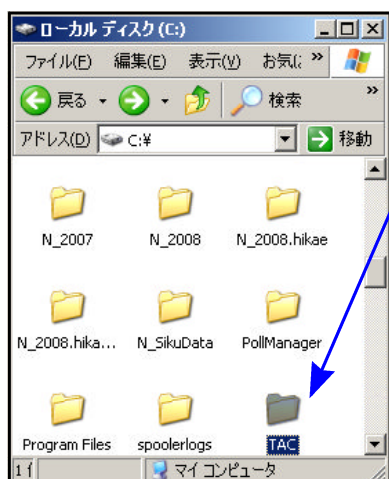 ローカル ディスク (C:)
ファイル(F) 編集(E) 表示(V) お気(; »
戻る 検索 »
アドレス(D) C:¥ 移動
N_2007 N_2008 N_2008.hikae
N_2008.hika... N_SikuData PollManager
Program Files spoolerlogs TAC
マイ コンピュータ